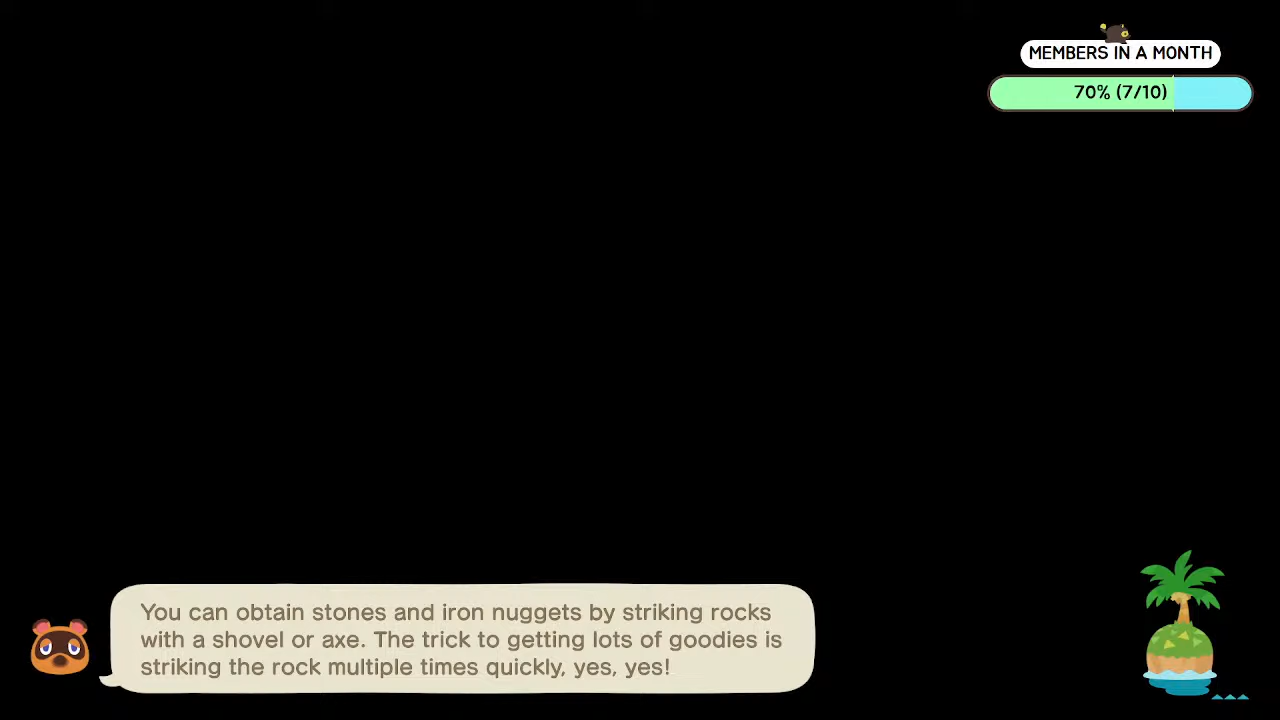 MEMBERS IN A MONTH
70% (7/10)
You can obtain stones and iron nuggets by striking rocks
with a shovel or axe. The trick to getting lots of goodies is
striking the rock multiple times quickly, yes, yes!